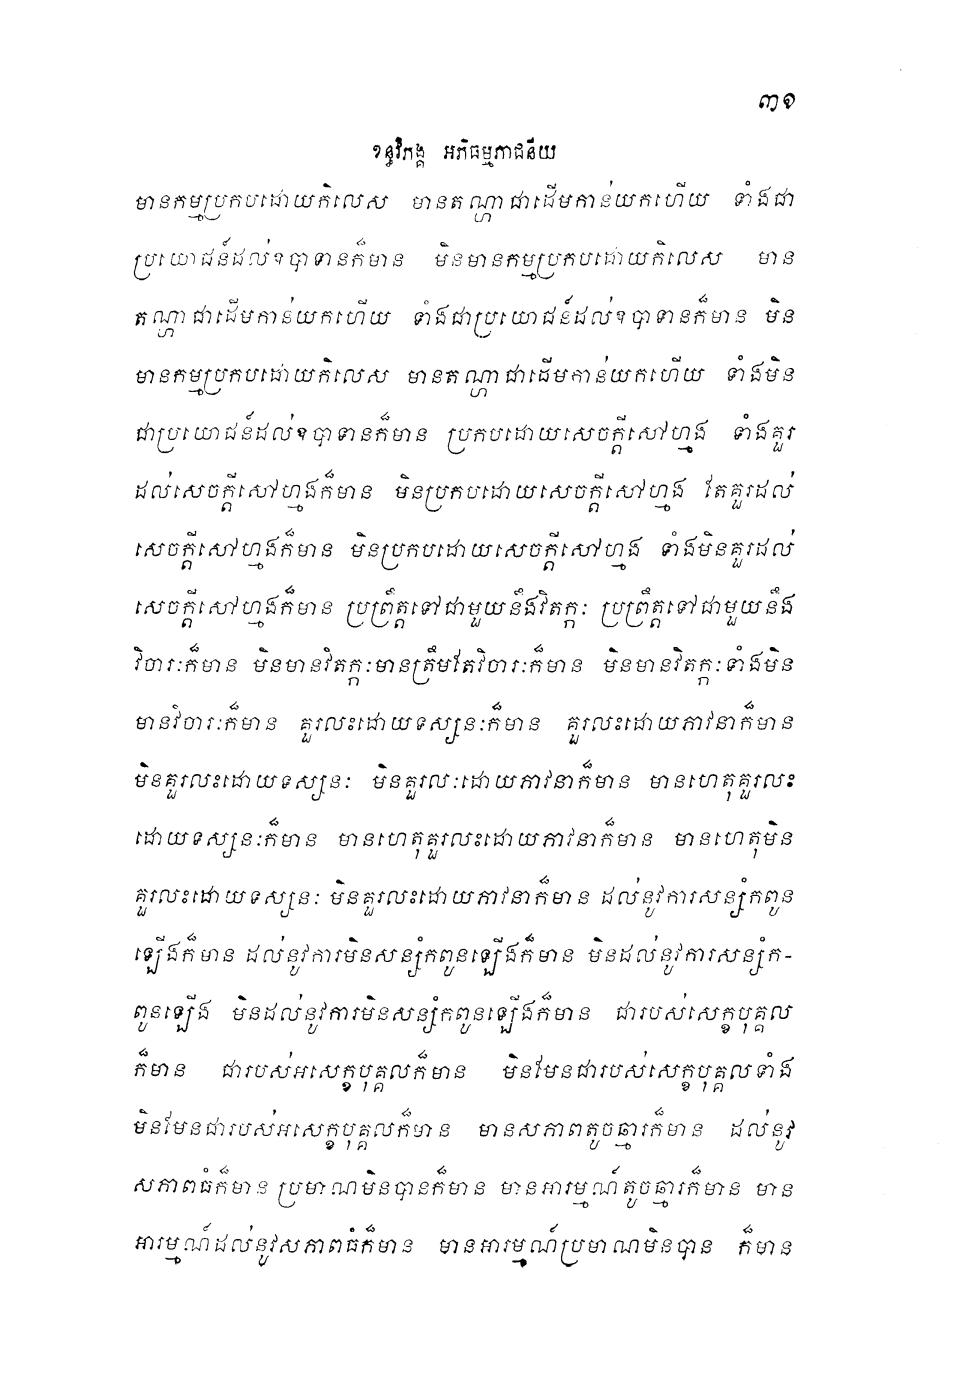 ៣១
ខន្ធវិភង្គ អភិធម្មភាជនីយ
មានកម្មប្រកបដោយកិលេស មានតណ្ហាជាដើមកាន់យកហើយ ទាំងជា
ប្រយោជន៍ដល់ឧបាទានក៏មាន មិនមានកម្មប្រកបដោយកិលេស មាន
តណ្ហាជាដើមកាន់យកហើយ ទាំងជាប្រយោជន៍ដល់ឧបាទានក៏មាន មិន
មានកម្មប្រកបដោយកិលេស មានតណ្ហាជាដើមកាន់យកហើយ ទាំងមិន
ជាប្រយោជន៍ដល់ឧបាទានក៏មាន ប្រកបដោយសេចក្តីសៅហ្មង ទាំងគួរ
ដល់សេចក្តីសៅហ្មងក៏មាន មិនប្រកបដោយសេចក្តីសៅហ្មង តែគួរដល់
សេចក្តីសៅហ្មងក៏មាន មិនប្រកបដោយសេចក្តីសៅហ្មង ទាំងមិនគួរដល់
សេចក្តីសៅហ្មងក៏មាន ប្រព្រឹត្តទៅជាមួយនឹងវិតក្កៈ ប្រព្រឹត្តទៅជាមួយនឹង
វិចារៈក៏មាន មិនមានវិតក្កៈមានត្រឹមតែវិចារៈក៏មាន មិនមានវិតក្កៈទាំងមិន
មានវិចារៈក៏មាន គួរលះដោយទស្សនៈក៏មាន គួរលះដោយភាវនាក៏មាន
មិនគួរលះដោយទស្សនៈ មិនគួរលៈដោយភាវនាក៏មាន មានហេតុគួរលះ
ដោយទស្សនៈក៏មាន មានហេតុគួរលះដោយភាវនាក៏មាន មានហេតុមិន
គួរលះដោយទស្សនៈ មិនគួរលះដោយភាវនាក៏មាន ដល់នូវការសន្សំកពូន
ឡើងក៏មាន ដល់នូវការមិនសន្សំកពូនឡើងក៏មាន មិនដល់នូវការសន្សំក-
ពូនឡើង មិនដល់នូវការមិនសន្សំកពូនឡើងក៏មាន ជារបស់សេក្ខបុគ្គល
ក៏មាន ជារបស់អសេក្ខបុគ្គលក៏មាន មិនមែនជារបស់សេក្ខបុគ្គលទាំង
មិនមែនជារបស់អសេក្ខបុគ្គលក៏មាន មានសភាពតូចឆ្មារក៏មាន ដល់នូវ
សភាពធំក៏មាន ប្រមាណមិនបានក៏មាន មានអារម្មណ៍តូចឆ្មារក៏មាន មាន
អារម្មណ៍ដល់នូវសភាពធំក៏មាន មានអារម្មណ៍ប្រមាណមិនបាន ក៏មាន